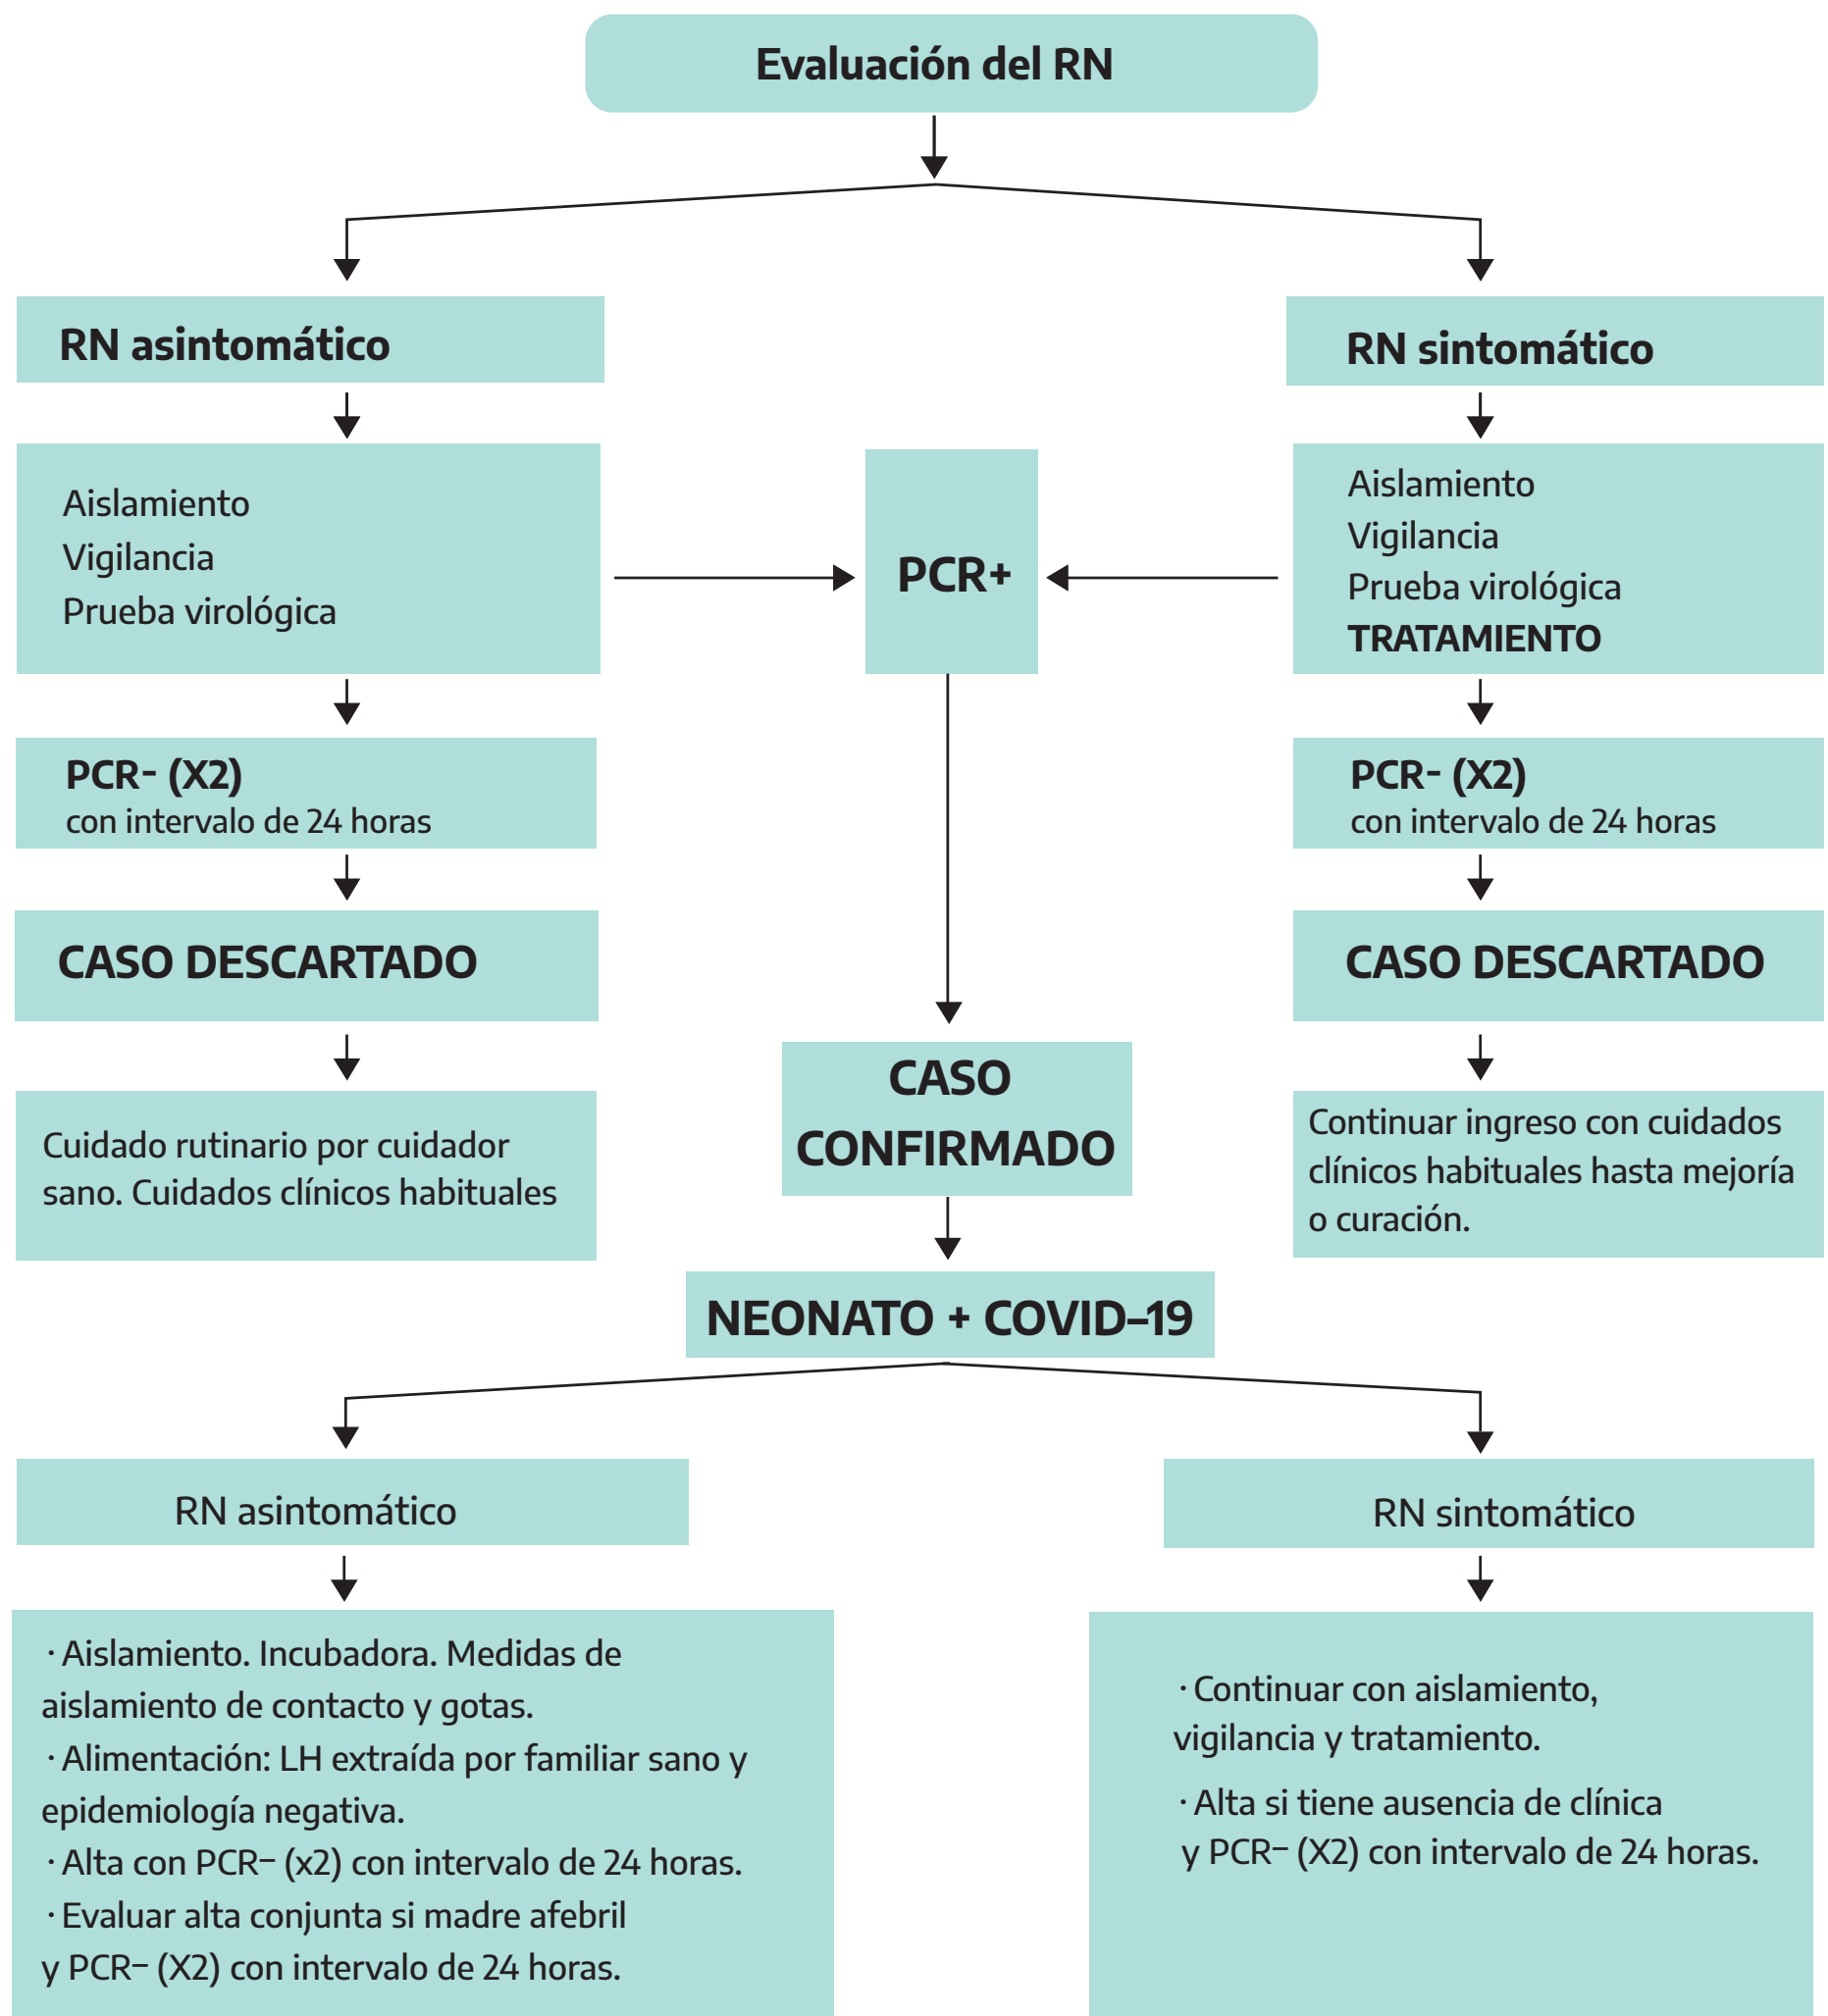 Evaluación del RN
RN asintomático
RN sintomático
Aislamiento
Vigilancia
Prueba virológica
PCR+
Aislamiento
Vigilancia
Prueba virológica
TRATAMIENTO
PCR- (X2)
con intervalo de 24 horas
PCR- (X2)
con intervalo de 24 horas
CASO DESCARTADO
CASO DESCARTADO
Cuidado rutinario por cuidador
sano. Cuidados clínicos habituales
CASO
CONFIRMADO
Continuar ingreso con cuidados
clínicos habituales hasta mejoría
o curación.
NEONATO + COVID–19
RN asintomático
RN sintomático
· Aislamiento. Incubadora. Medidas de
aislamiento de contacto y gotas.
· Alimentación: LH extraída por familiar sano y
epidemiología negativa.
· Alta con PCR– (x2) con intervalo de 24 horas.
· Evaluar alta conjunta si madre afebril
y PCR– (X2) con intervalo de 24 horas.
· Continuar con aislamiento,
vigilancia y tratamiento.
· Alta si tiene ausencia de clínica
y PCR– (X2) con intervalo de 24 horas.